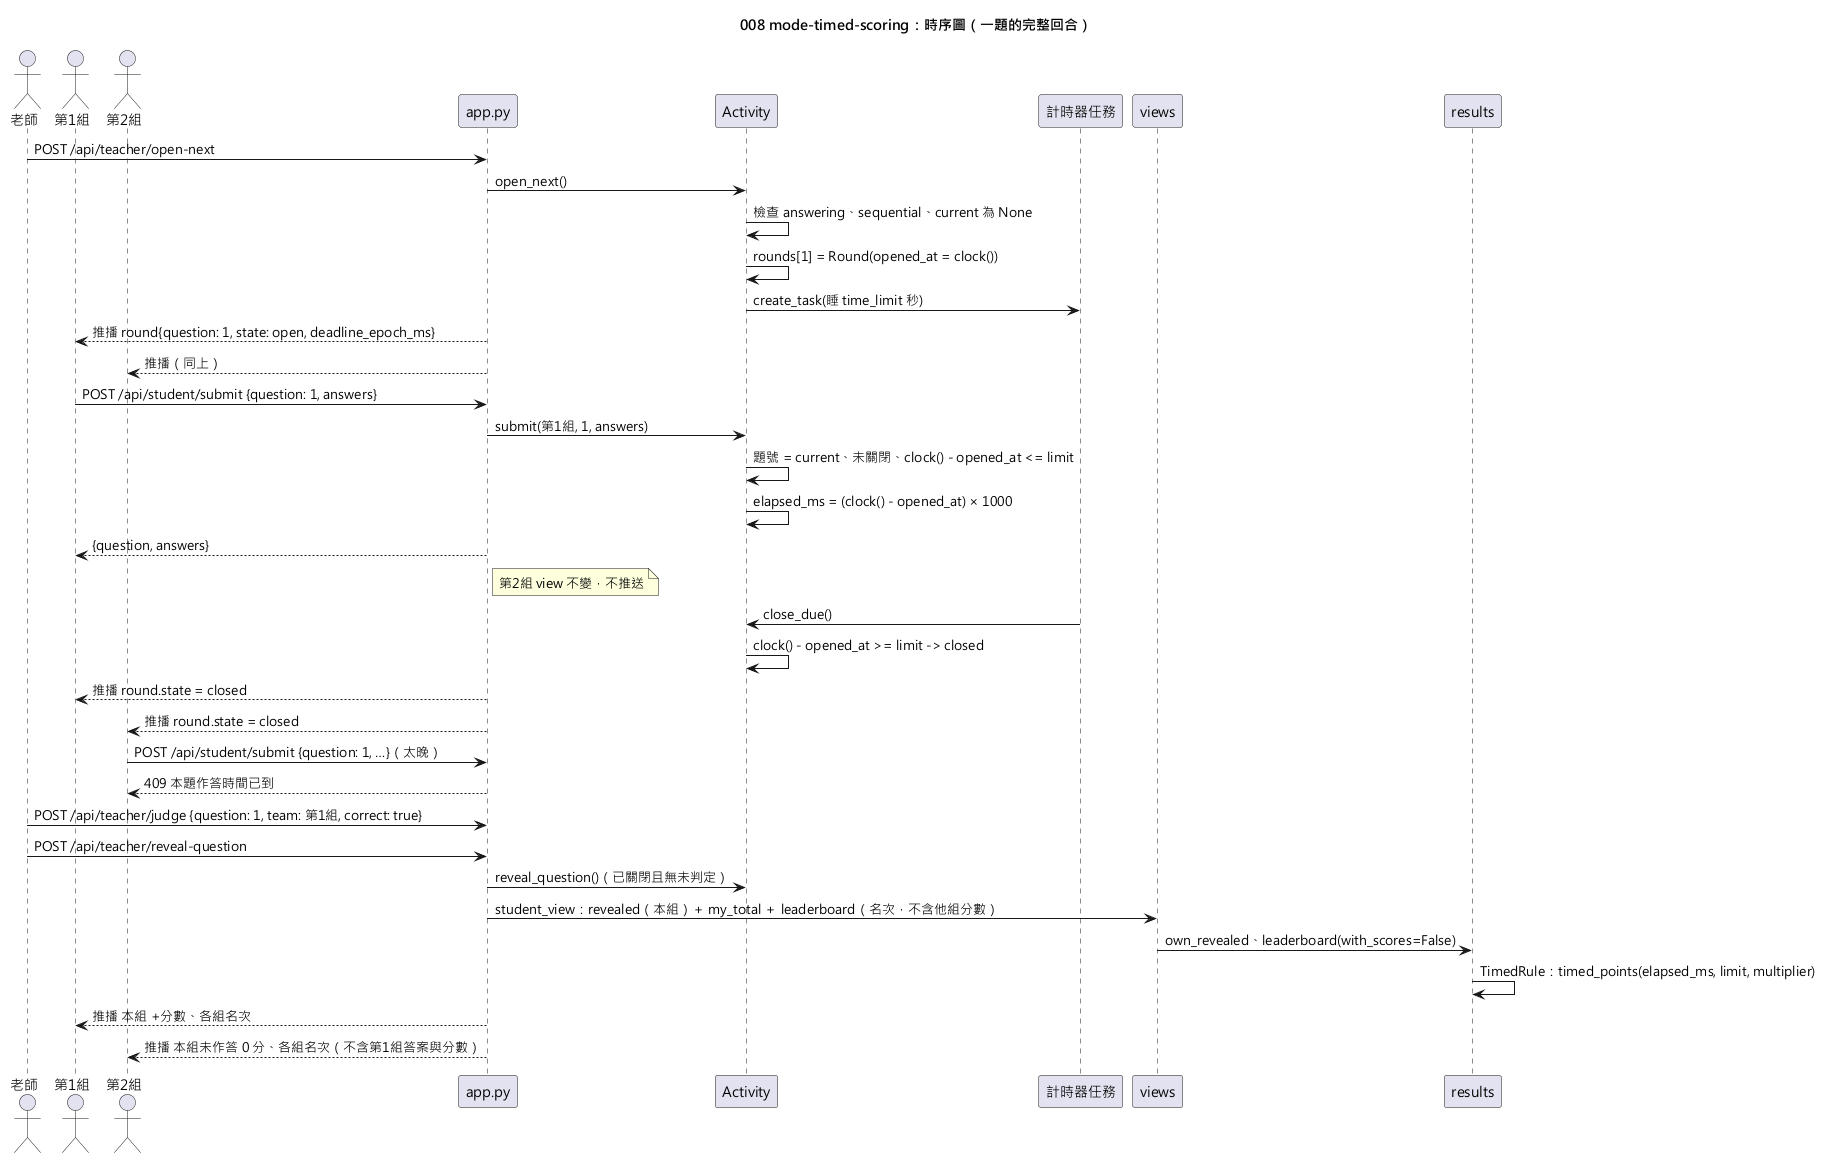 008 mode-timed-scoring：時序圖（一題的完整回合）
老師
第1組
第2組
app.py
Activity
計時器任務
views
results
POST /api/teacher/open-next
open_next()
檢查 answering、sequential、current 為 None
rounds[1] = Round(opened_at = clock())
create_task(睡 time_limit 秒)
推播 round{question: 1, state: open, deadline_epoch_ms}
推播（同上）
POST /api/student/submit {question: 1, answers}
submit(第1組, 1, answers)
題號 = current、未關閉、clock() - opened_at <= limit
elapsed_ms = (clock() - opened_at) × 1000
{question, answers}
第2組 view 不變，不推送
close_due()
clock() - opened_at >= limit -> closed
推播 round.state = closed
推播 round.state = closed
POST /api/student/submit {question: 1, ...}（太晚）
409 本題作答時間已到
POST /api/teacher/judge {question: 1, team: 第1組, correct: true}
POST /api/teacher/reveal-question
reveal_question()（已關閉且無未判定）
student_view：revealed（本組）+ my_total + leaderboard（名次，不含他組分數）
own_revealed、leaderboard(with_scores=False)
TimedRule：timed_points(elapsed_ms, limit, multiplier)
推播 本組 +分數、各組名次
推播 本組未作答 0 分、各組名次（不含第1組答案與分數）
老師
第1組
第2組
app.py
Activity
計時器任務
views
results